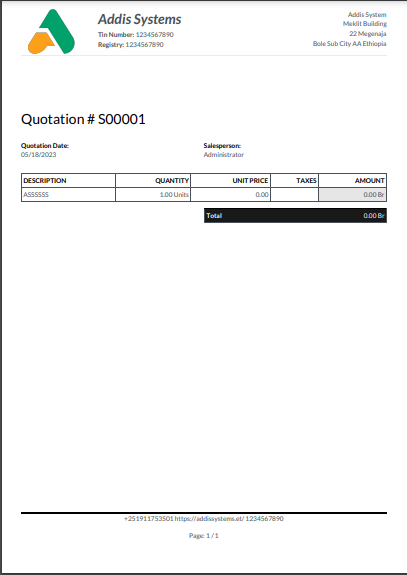 Addis Systems
Tin Number: 1234567890
Registry: 1234567890
Addis System
Meklit Building
22 Megenaja
Bole Sub City AA Ethiopia
Quotation # S00001
Quotation Date:
05/18/2023
Salesperson:
Administrator
DESCRIPTION QUANTITY UNIT PRICE TAXES AMOUNT
ASSSSSS 1.00 Units 0.00 0.00 Br
Total 0.00 Br
+251911753501 https://addissystems.et/ 1234567890
Page: 1 / 1